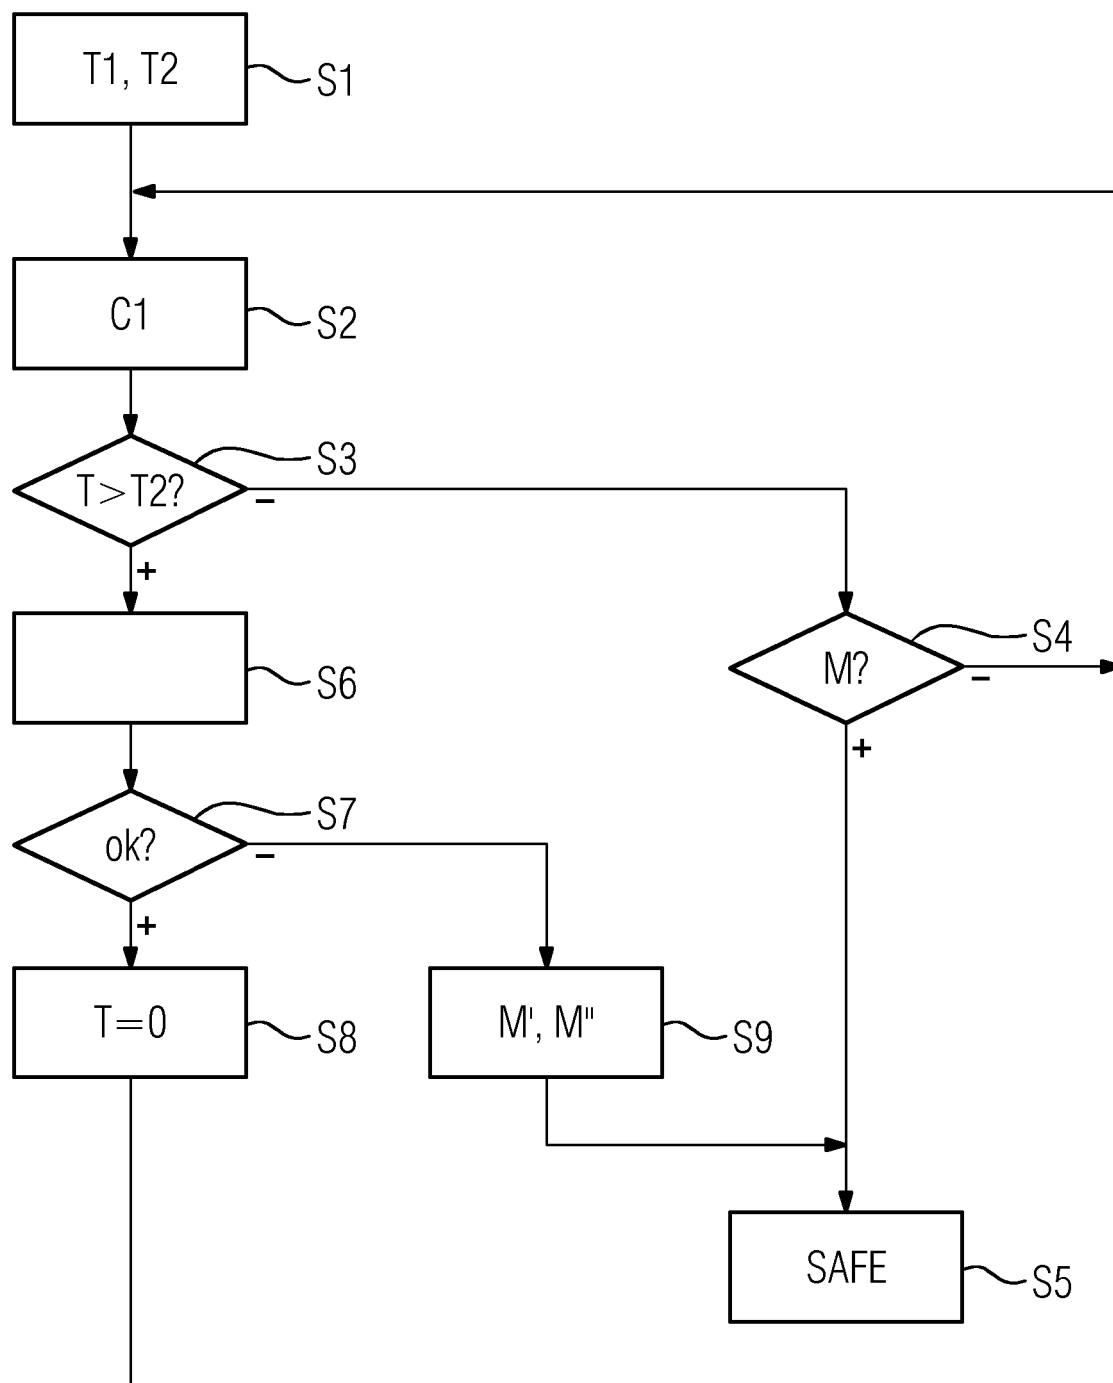 T1, T2
S1
C1
S2
T>T2?
S3
–
+
S6
M?
S4
–
+
ok?
S7
–
+
T=0
S8
M', M"
S9
SAFE
S5